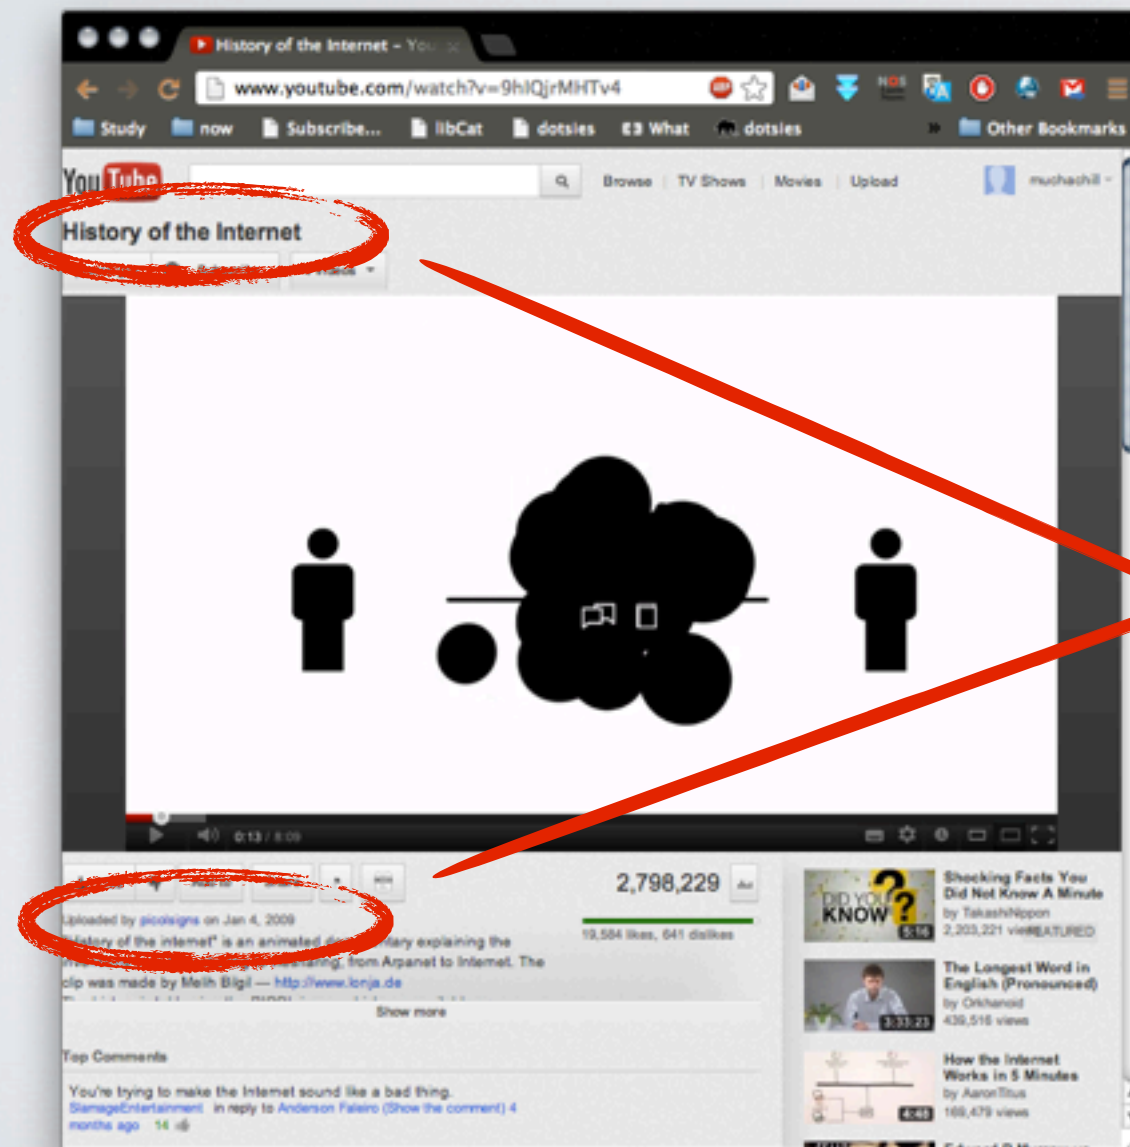 History of the Internet – You
www.youtube.com/watch?v=9hIQjrMHTv4
Study now Subscribe... libCat dotsies What dotsies » Other Bookmarks
YouTube Browse TV Shows Movies Upload muchachill
History of the Internet
0:13 / 8:09
2,798,229
Uploaded by picolsigns on Jan 4, 2009
19,584 likes, 641 dislikes
"History of the internet" is an animated documentary explaining the
from Arpanet to Internet. The
clip was made by Melih Bilgil — http://www.lonja.de
Show more
Top Comments
You're trying to make the Internet sound like a bad thing.
SlamageEntertainment in reply to Anderson Faleiro (Show the comment) 4
months ago 14
DID YOU KNOW ?
5:16
Shocking Facts You
Did Not Know A Minute
by TakashiNippon
2,203,221 views FEATURED
3:33:23
The Longest Word in
English (Pronounced)
by Orkhanoid
439,516 views
4:48
How the Internet
Works in 5 Minutes
by AaronTitus
169,479 views